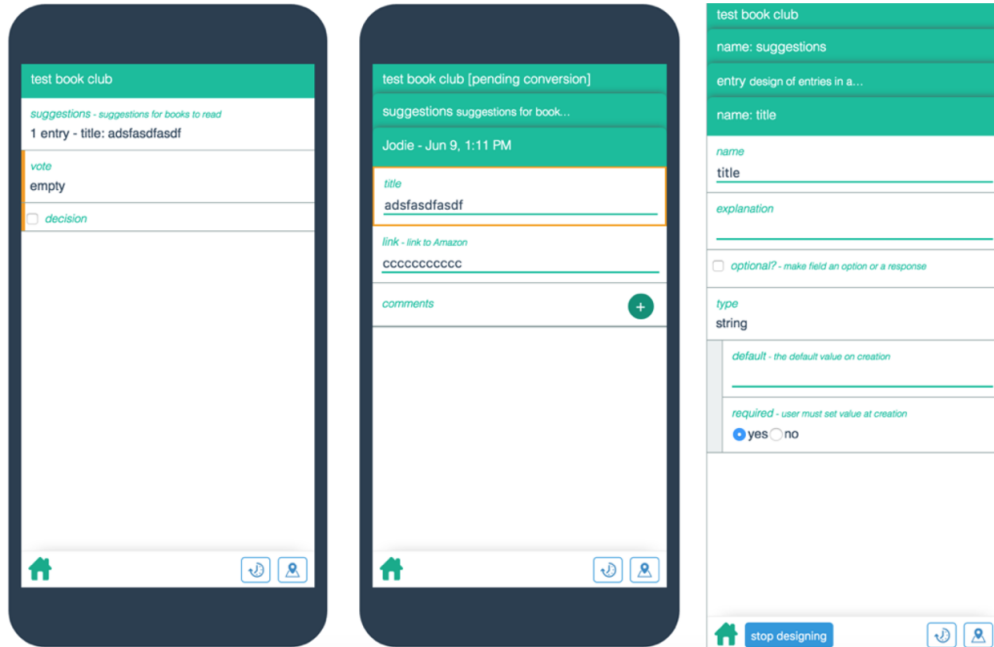 test book club
suggestions - suggestions for books to read
1 entry - title: adsfasdfasdf
vote
empty
decision
test book club [pending conversion]
suggestions suggestions for book...
Jodie - Jun 9, 1:11 PM
title
adsfasdfasdf
link - link to Amazon
ccccccccccc
comments
+
test book club
name: suggestions
entry design of entries in a...
name: title
name
title
explanation
optional? - make field an option or a response
type
string
default - the default value on creation
required - user must set value at creation
yes no
stop designing